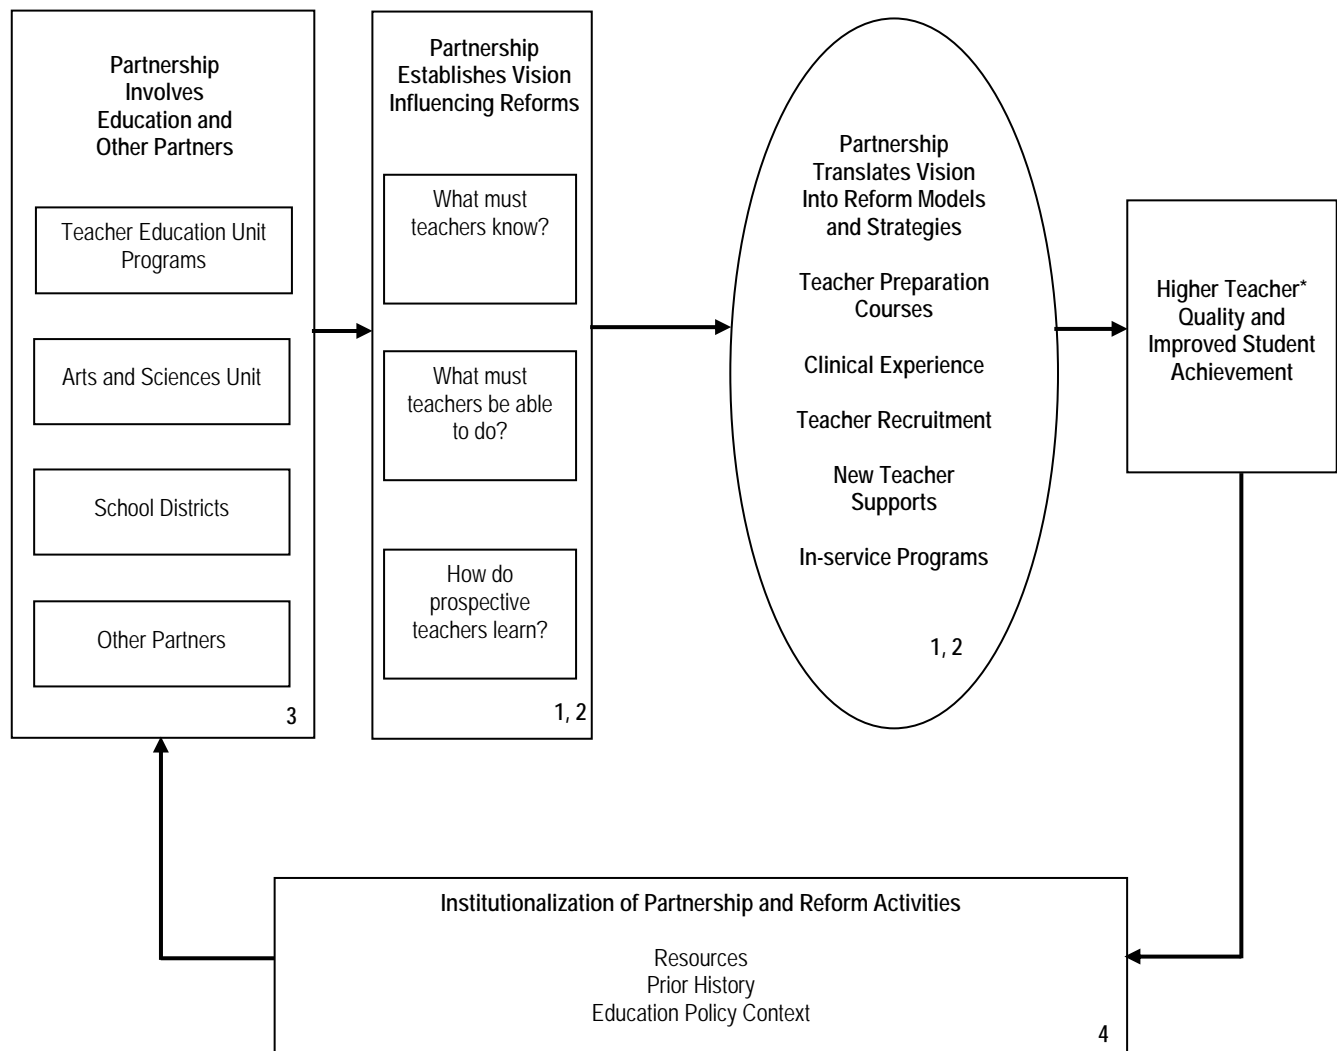 Partnership
Involves
Education and
Other Partners
Teacher Education Unit
Programs
Arts and Sciences Unit
School Districts
Other Partners
3
Partnership
Establishes Vision
Influencing Reforms
What must
teachers know?
What must
teachers be able
to do?
How do
prospective
teachers learn?
1, 2
Partnership
Translates Vision
Into Reform Models
and Strategies
Teacher Preparation
Courses
Clinical Experience
Teacher Recruitment
New Teacher
Supports
In-service Programs
1, 2
Higher Teacher*
Quality and
Improved Student
Achievement
Institutionalization of Partnership and Reform Activities
Resources
Prior History
Education Policy Context
4